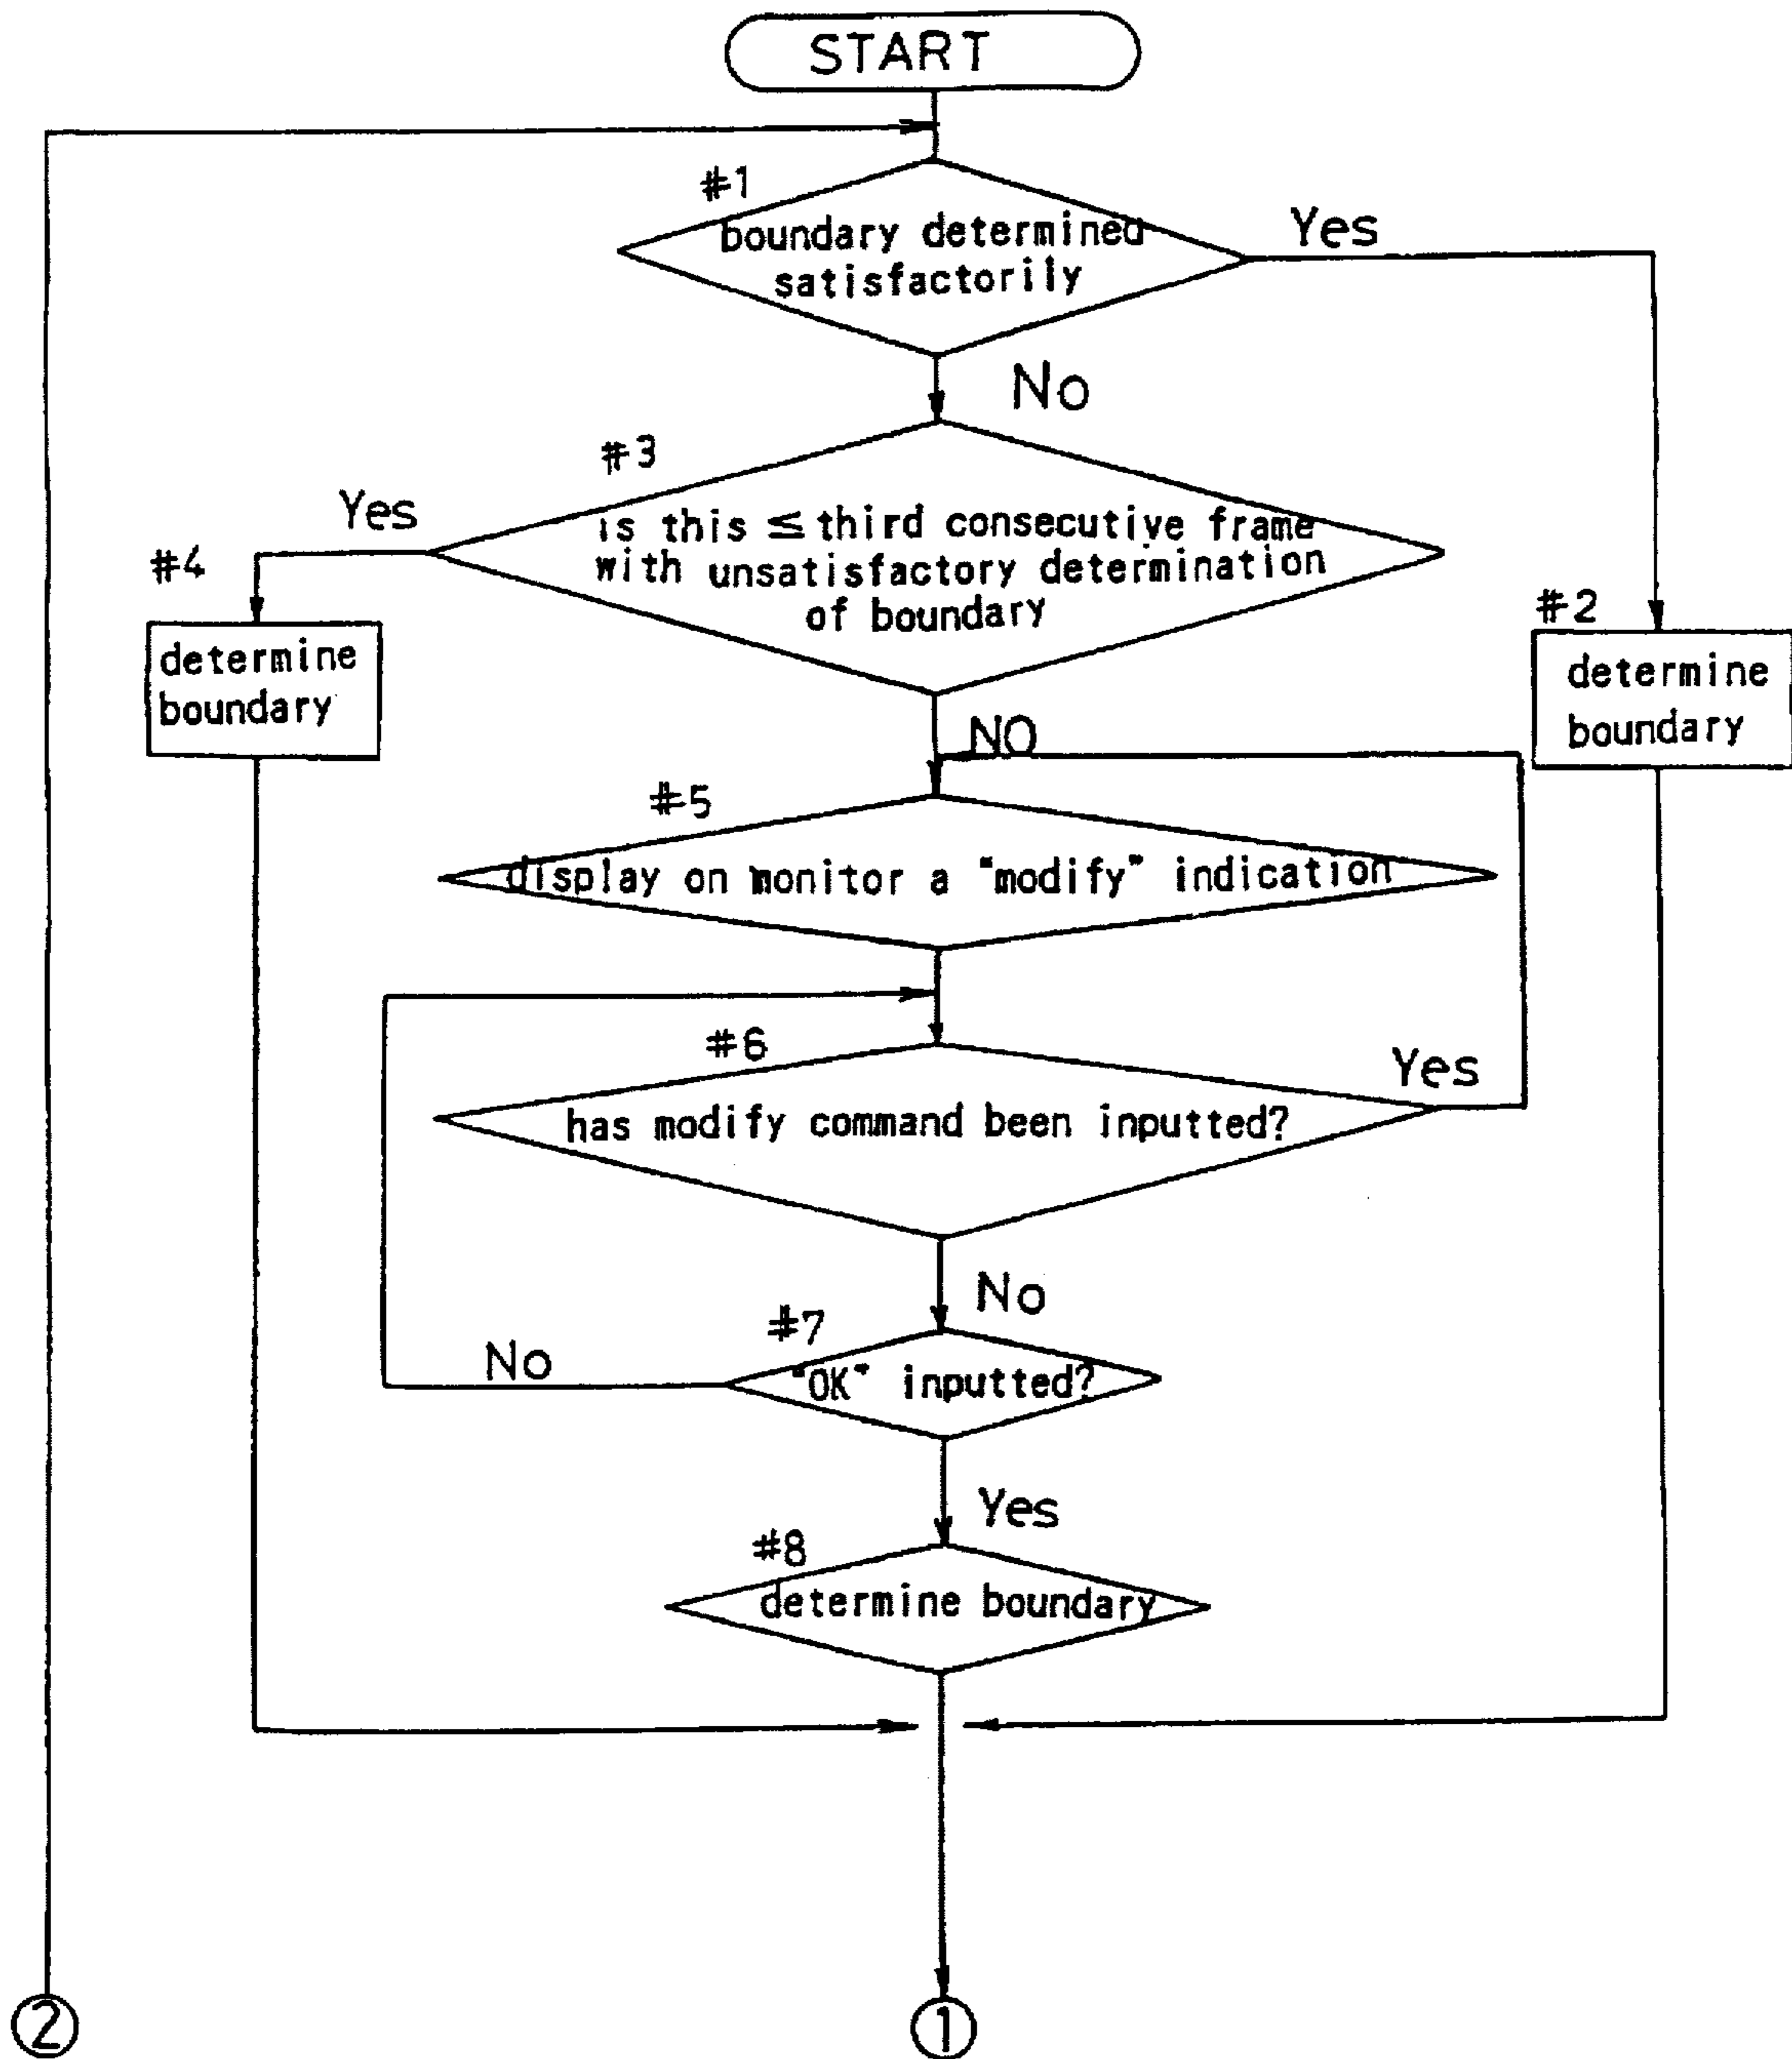 START
#1
boundary determined
satisfactorily
Yes
No
#3
Yes
is this ≤ third consecutive frame
with unsatisfactory determination
of boundary
#4
determine
boundary
#2
determine
boundary
NO
#5
display on monitor a "modify" indication
#6
Yes
has modify command been inputted?
No
#7
No
"OK" inputted?
Yes
#8
determine boundary
2
1